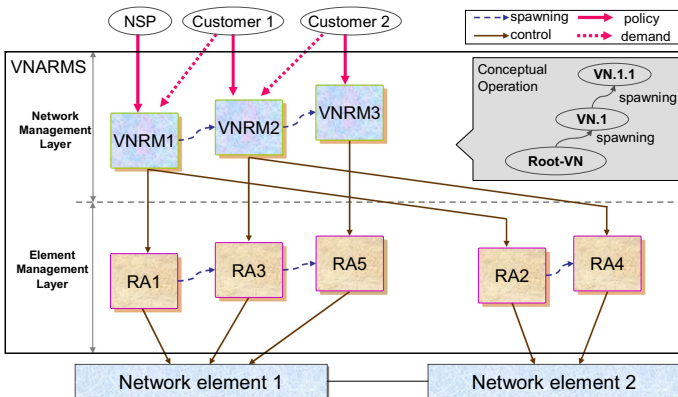 NSP
Customer 1
Customer 2
spawning
policy
control
demand
VNARMS
Network
Management
Layer
VNRM1
VNRM2
VNRM3
Conceptual
Operation
VN.1.1
spawning
VN.1
spawning
Root-VN
Element
Management
Layer
RA1
RA3
RA5
RA2
RA4
Network element 1
Network element 2